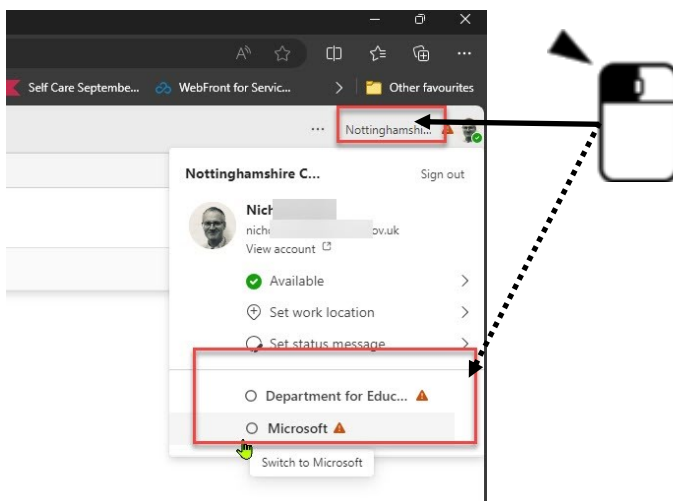 Self Care Septembe... WebFront for Servic... Other favourites
Nottinghamshi...
Nottinghamshire C... Sign out
Nich
nich ov.uk
View account
Available
Set work location
Set status message
Department for Educ...
Microsoft
Switch to Microsoft